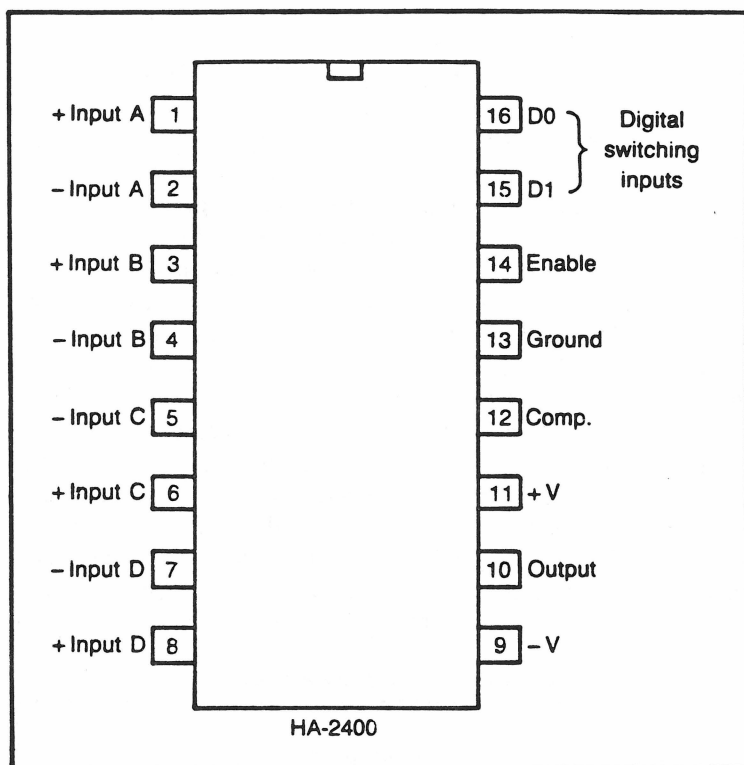 + Input A 1
16 D0
Digital
switching
inputs
− Input A 2
15 D1
+ Input B 3
14 Enable
− Input B 4
13 Ground
− Input C 5
12 Comp.
+ Input C 6
11 + V
− Input D 7
10 Output
+ Input D 8
9 − V
HA-2400